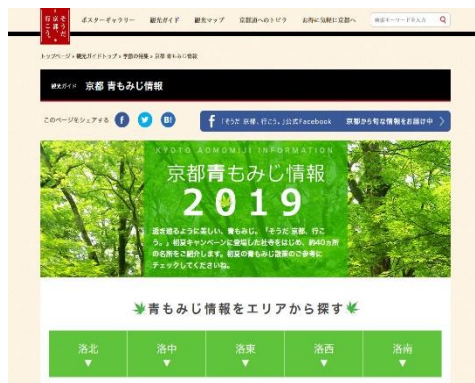 そうだ
京都、
行こう。
ポスターギャラリー 観光ガイド 観光マップ 京都遊へのトビラ お得に気軽に京都へ
検索キーワードを入力
トップページ > 観光ガイドトップ > 季節の特集 > 京都 青もみじ情報
観光ガイド 京都 青もみじ情報
このページをシェアする
「そうだ 京都、行こう。」公式Facebook 京都から旬な情報をお届け中
KYOTO AOMOMIJI INFORMATION
京都青もみじ情報
2019
透き通るように美しい、青もみじ。「そうだ 京都、行こ
う。」初夏キャンペーンに登場した社寺をはじめ、約40ヵ所
の名所をご紹介します。初夏の青もみじ散策のご参考に
チェックしてくださいね。
青もみじ情報をエリアから探す
洛北 洛中 洛東 洛西 洛南